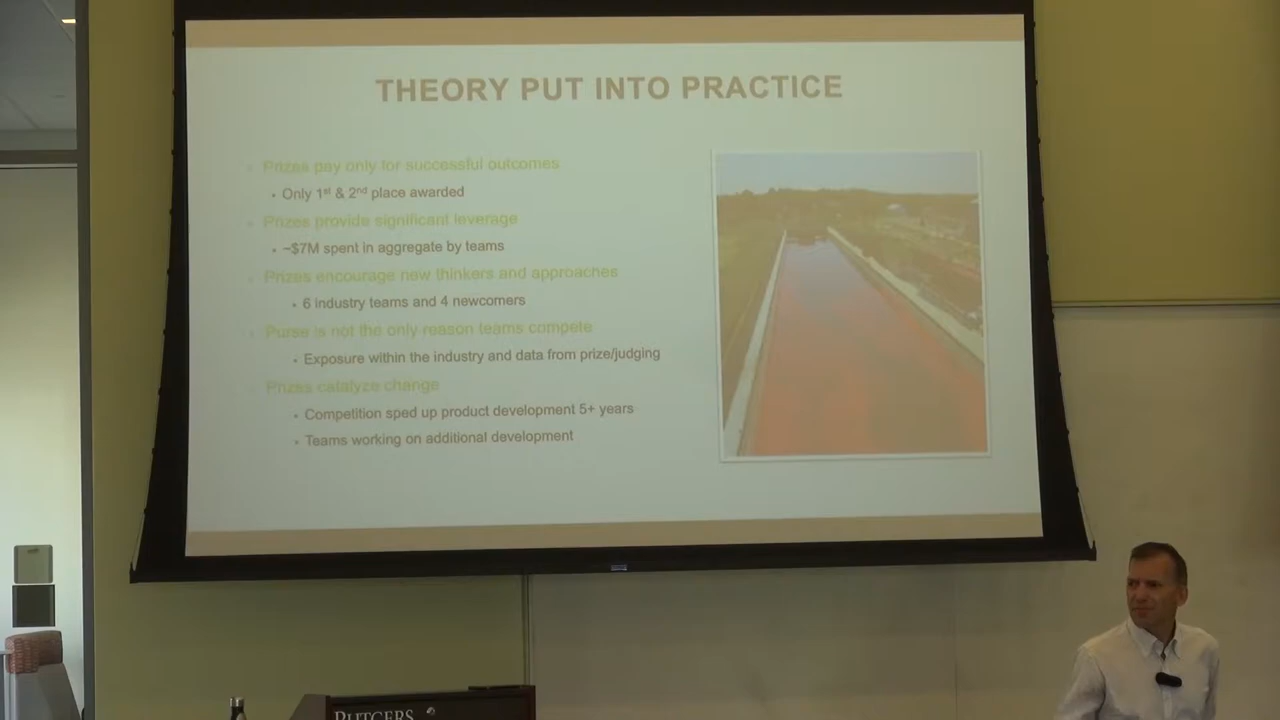 THEORY PUT INTO PRACTICE
Prizes pay only for successful outcomes
• Only 1st & 2nd place awarded
Prizes provide significant leverage
• ~$7M spent in aggregate by teams
Prizes encourage new thinkers and approaches
• 6 industry teams and 4 newcomers
Purse is not the only reason teams compete
• Exposure within the industry and data from prize/judging
Prizes catalyze change
• Competition sped up product development 5+ years
• Teams working on additional development
RUTGERS